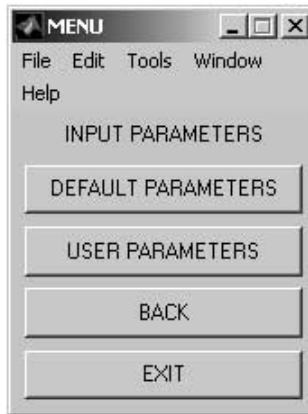 MENU
File Edit Tools Window
Help
INPUT PARAMETERS
DEFAULT PARAMETERS
USER PARAMETERS
BACK
EXIT